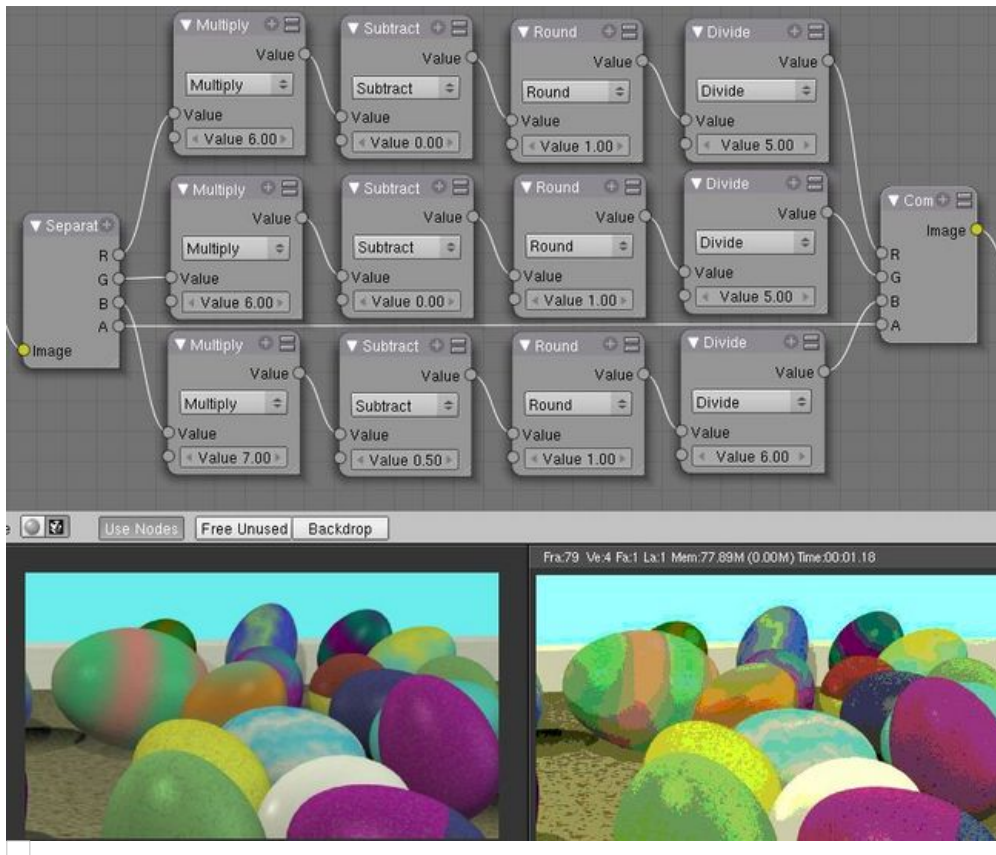 Multiply
Value
Multiply
Value
Value 6.00
Subtract
Value
Subtract
Value
Value 0.00
Round
Value
Round
Value
Value 1.00
Divide
Value
Divide
Value
Value 5.00
Separat
R
G
B
A
Image
Multiply
Value
Multiply
Value
Value 6.00
Subtract
Value
Subtract
Value
Value 0.00
Round
Value
Round
Value
Value 1.00
Divide
Value
Divide
Value
Value 5.00
Com
Image
R
G
B
A
Multiply
Value
Multiply
Value
Value 7.00
Subtract
Value
Subtract
Value
Value 0.50
Round
Value
Round
Value
Value 1.00
Divide
Value
Divide
Value
Value 6.00
Use Nodes Free Unused Backdrop
Fra:79 Ve:4 Fa:1 La:1 Mem:77.89M (0.00M) Time:00:01.18